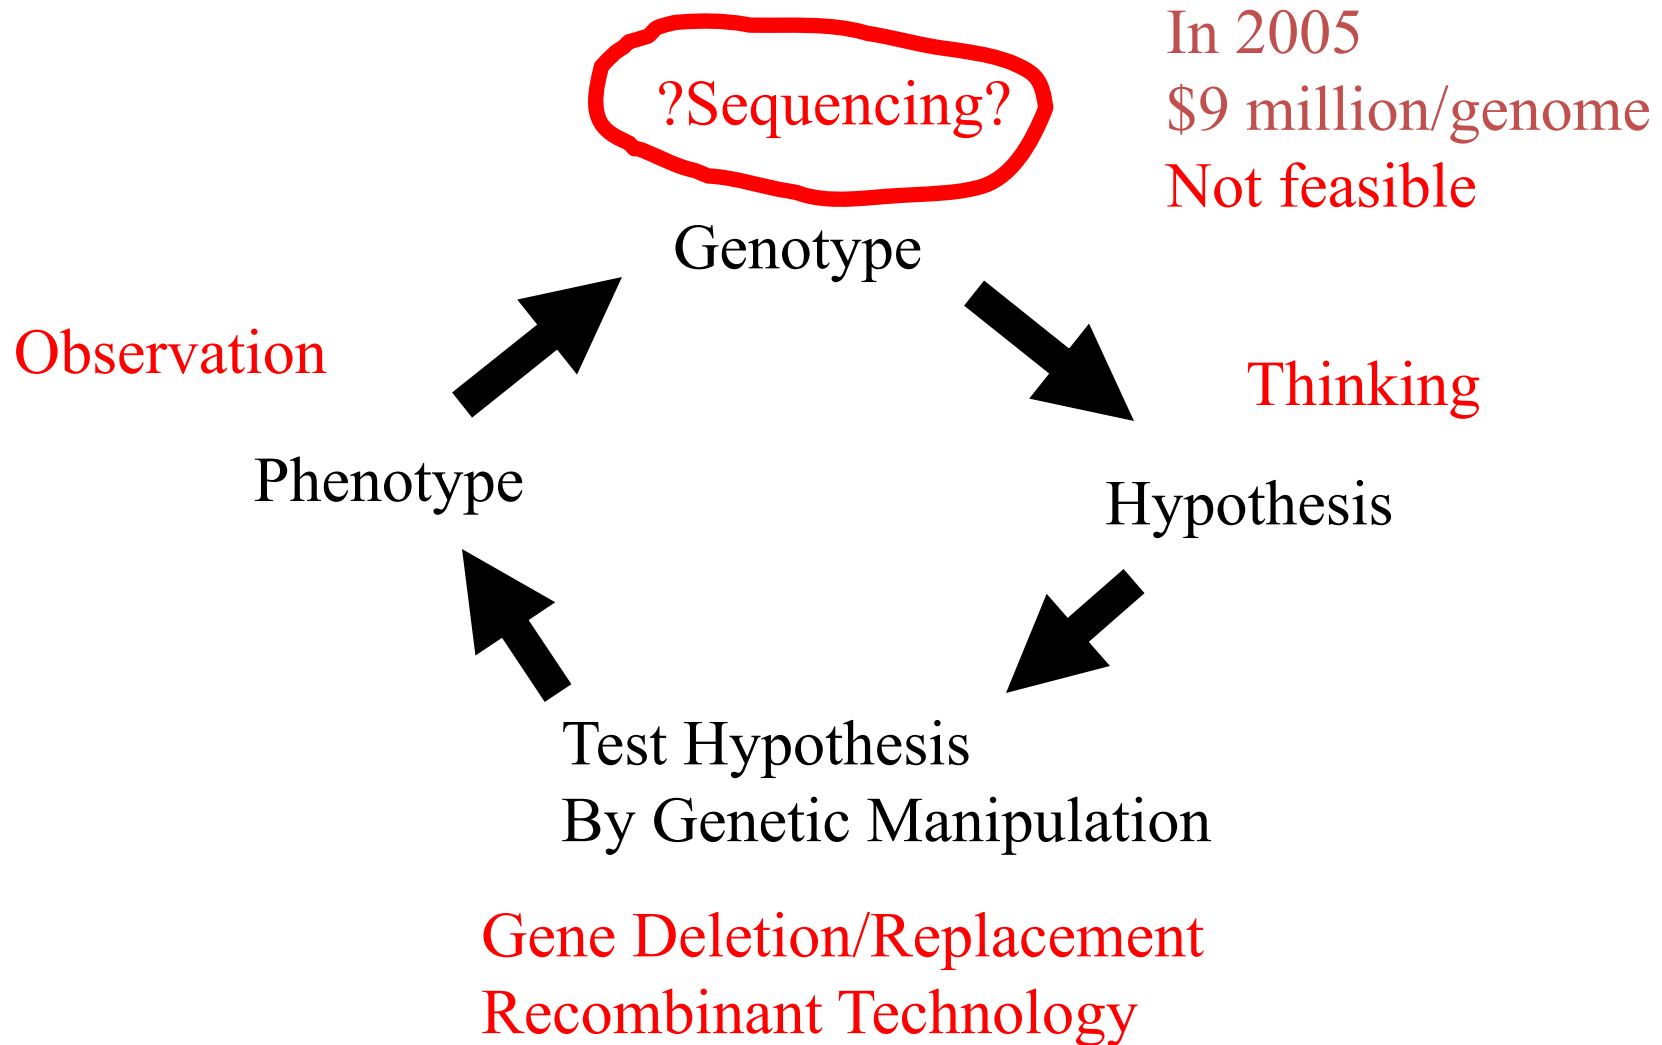 ?Sequencing?
In 2005
$9 million/genome
Not feasible
Genotype
Observation
Thinking
Phenotype
Hypothesis
Test Hypothesis
By Genetic Manipulation
Gene Deletion/Replacement
Recombinant Technology